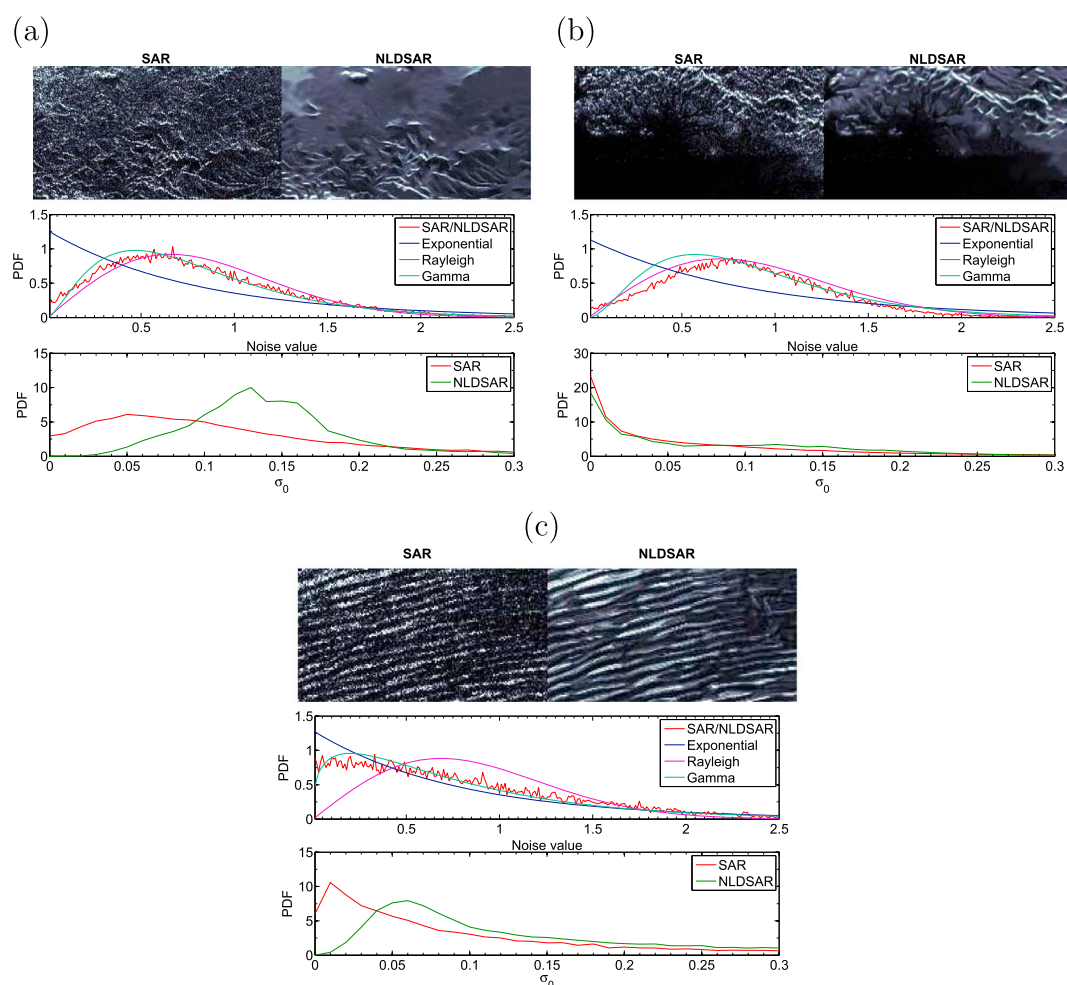 (a)
SAR NLDSAR
1.5
1
0.5
0
PDF
SAR/NLDSAR
Exponential
Rayleigh
Gamma
0.5 1 1.5 2 2.5
Noise value
15
10
5
0
PDF
SAR
NLDSAR
0 0.05 0.1 0.15 0.2 0.25 0.3
σ0
(b)
SAR NLDSAR
1.5
1
0.5
0
PDF
SAR/NLDSAR
Exponential
Rayleigh
Gamma
0.5 1 1.5 2 2.5
Noise value
30
20
10
0
PDF
SAR
NLDSAR
0 0.05 0.1 0.15 0.2 0.25 0.3
σ0
(c)
SAR NLDSAR
1.5
1
0.5
0
PDF
SAR/NLDSAR
Exponential
Rayleigh
Gamma
0.5 1 1.5 2 2.5
Noise value
15
10
5
0
PDF
SAR
NLDSAR
0 0.05 0.1 0.15 0.2 0.25 0.3
σ0